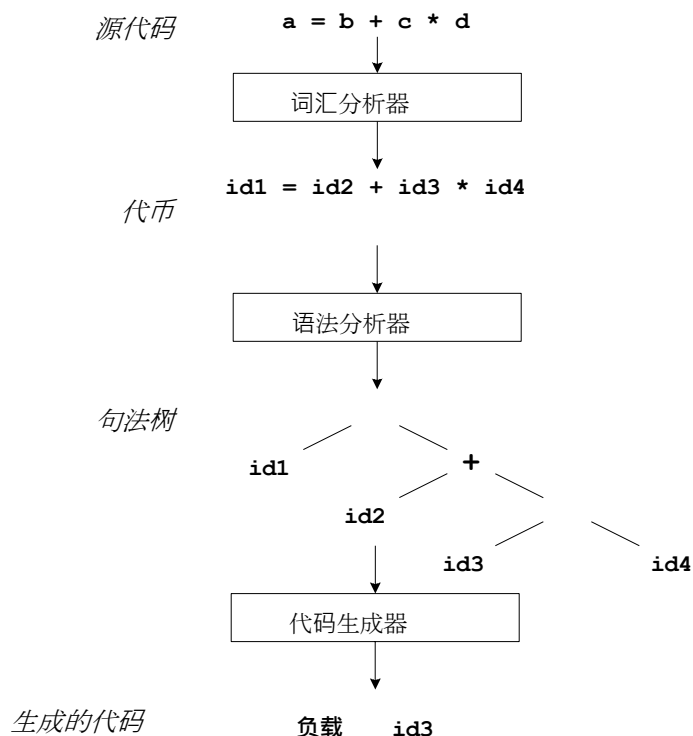 源代码 a = b + c * d
词汇分析器
id1 = id2 + id3 * id4
代币
语法分析器
句法树
id1 +
id2
id3 id4
代码生成器
生成的代码 负载 id3